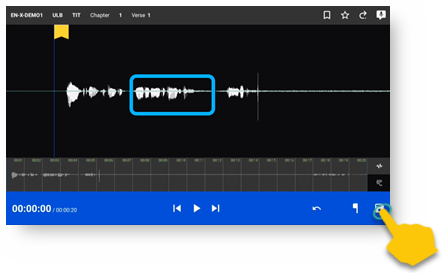 EN-X-DEMO1 ULB TIT Chapter 1 Verse 1
00:00:00 / 00:00:20